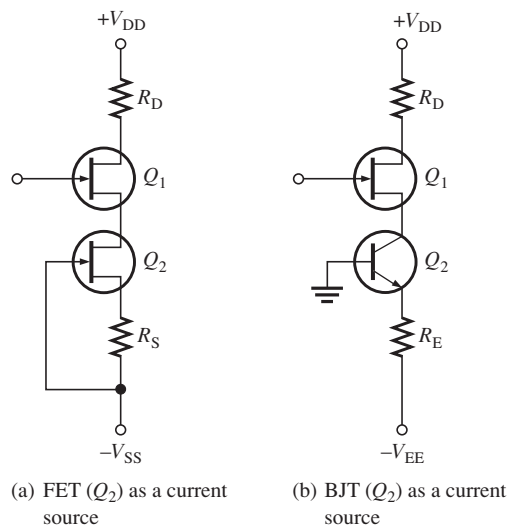 +V_DD
R_D
Q_1
Q_2
R_S
−V_SS
(a) FET (Q_2) as a current
source
+V_DD
R_D
Q_1
Q_2
R_E
−V_EE
(b) BJT (Q_2) as a current
source